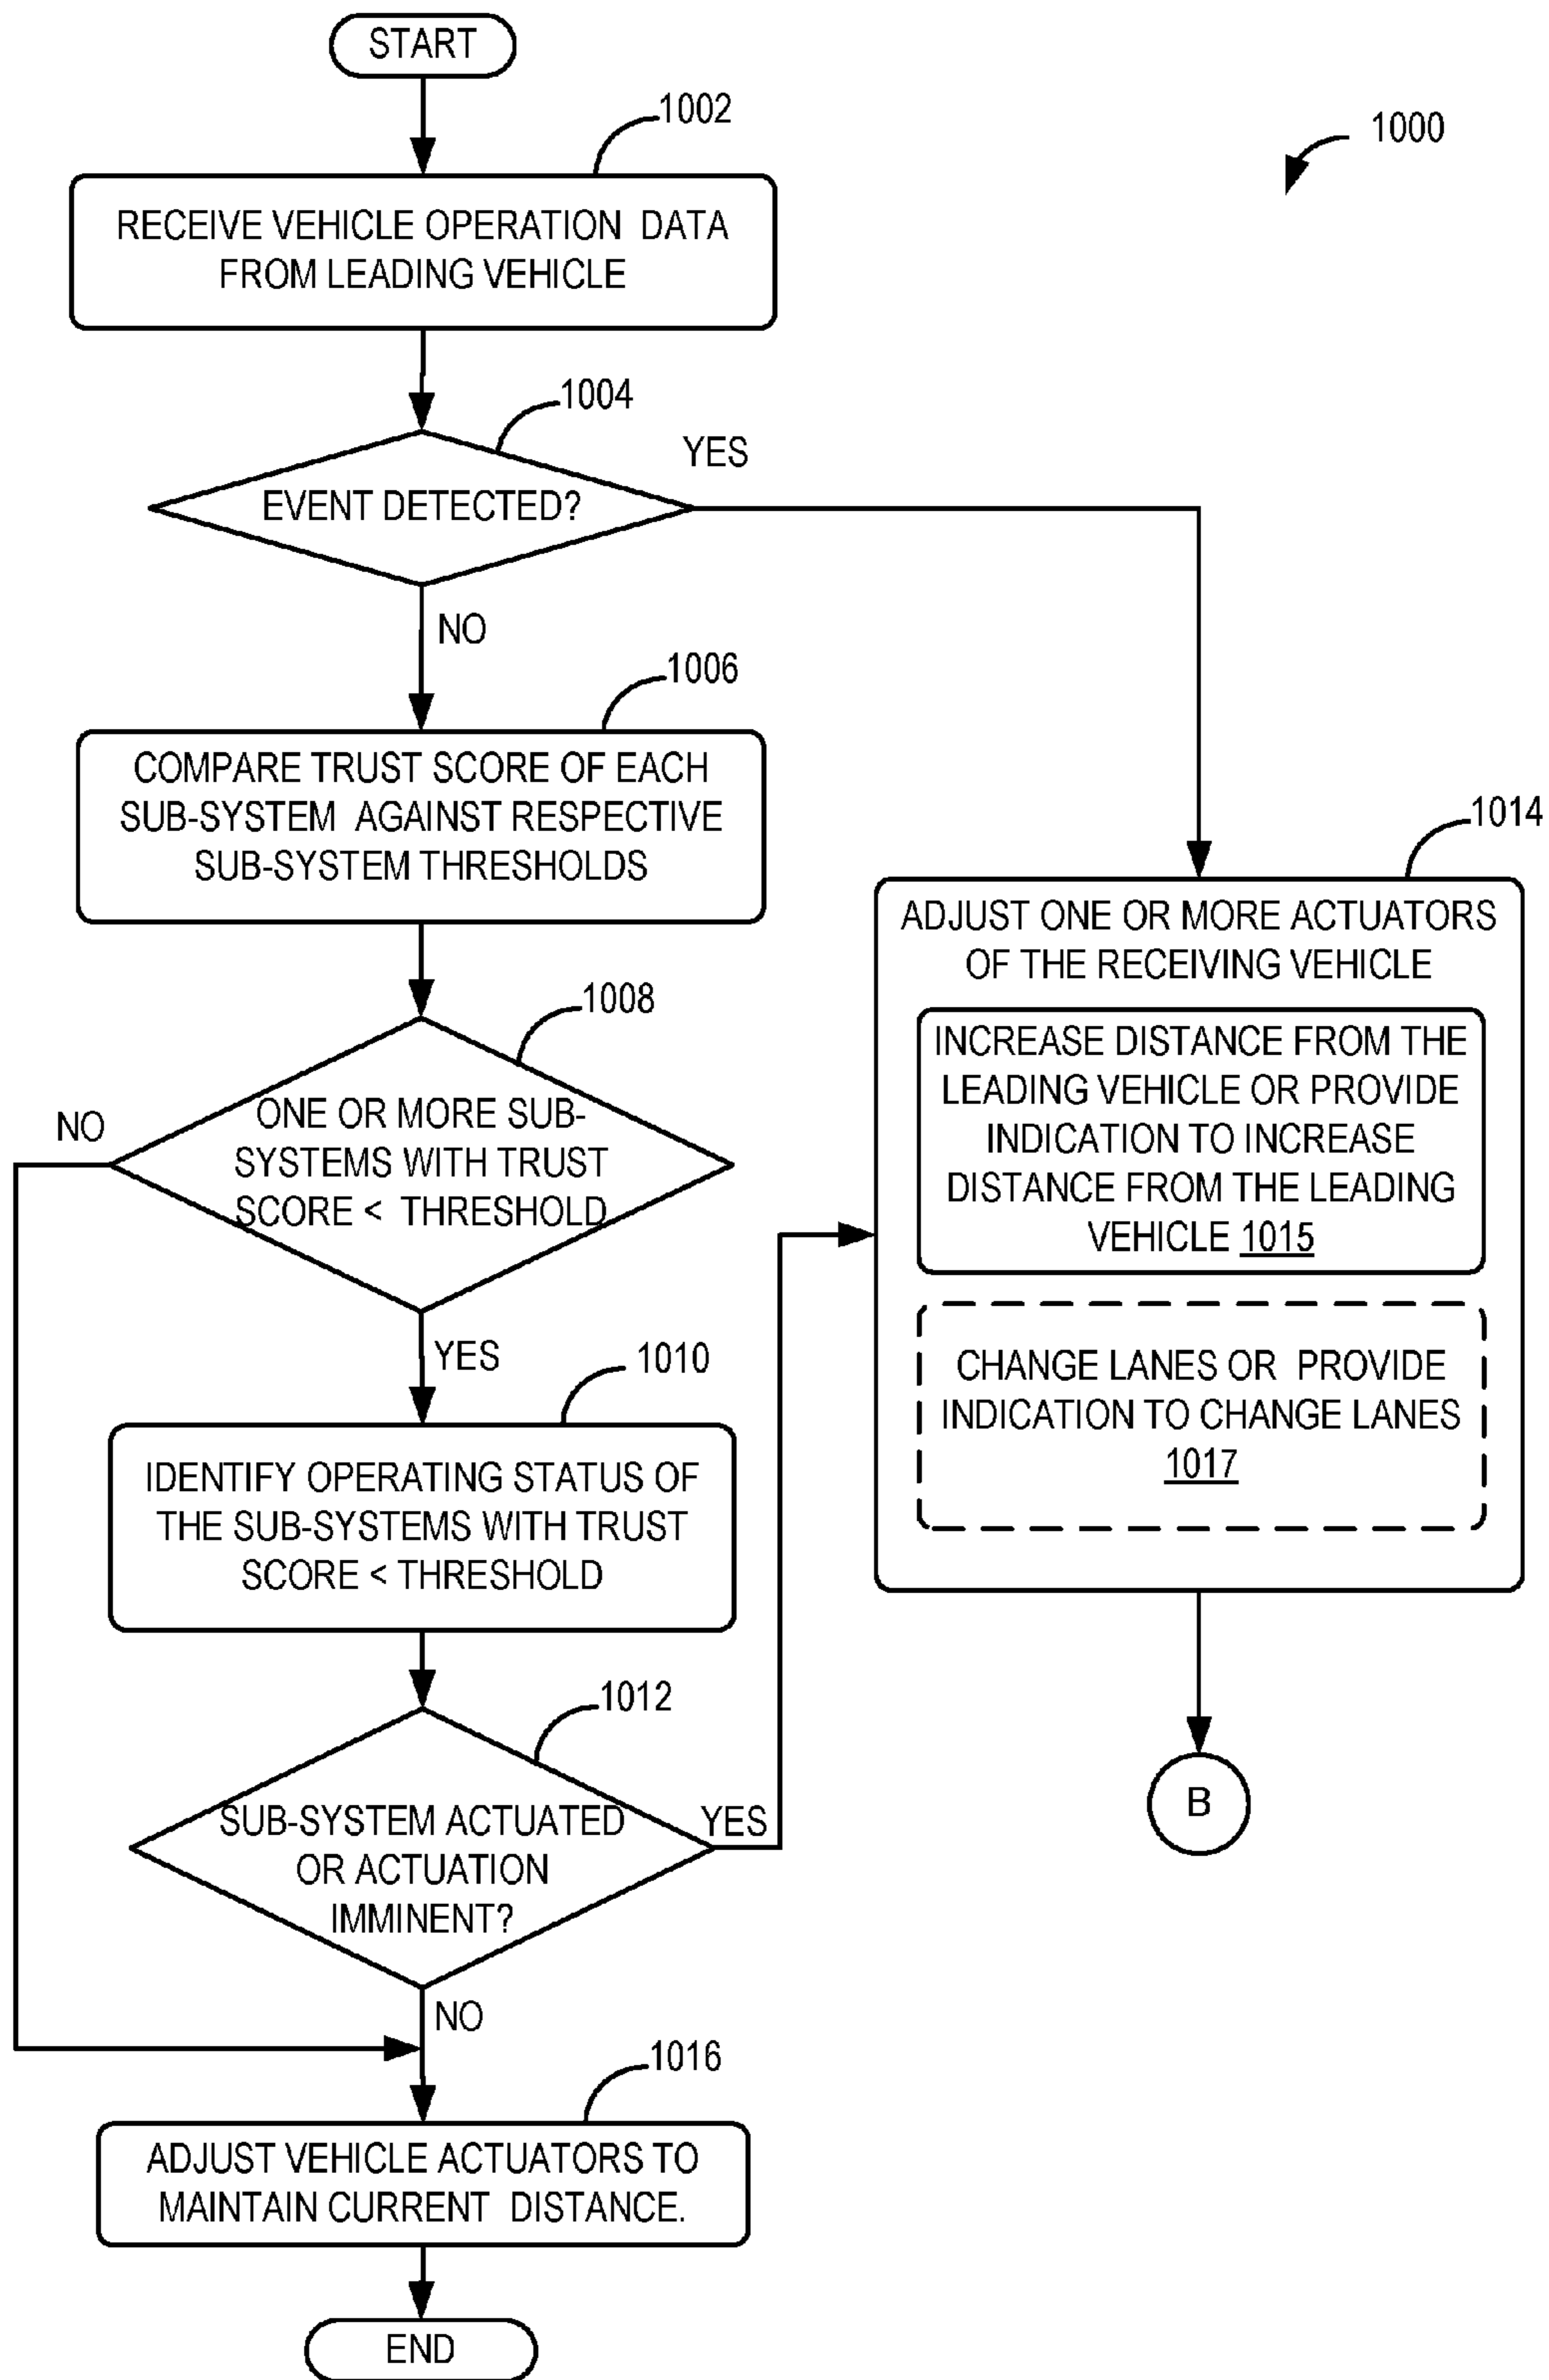 START
1002
1000
RECEIVE VEHICLE OPERATION DATA
FROM LEADING VEHICLE
1004
YES
EVENT DETECTED?
NO
1006
COMPARE TRUST SCORE OF EACH
SUB-SYSTEM AGAINST RESPECTIVE
SUB-SYSTEM THRESHOLDS
1008
NO
ONE OR MORE SUB-
SYSTEMS WITH TRUST
SCORE < THRESHOLD
YES
1010
IDENTIFY OPERATING STATUS OF
THE SUB-SYSTEMS WITH TRUST
SCORE < THRESHOLD
1012
SUB-SYSTEM ACTUATED
OR ACTUATION
IMMINENT?
YES
NO
1014
ADJUST ONE OR MORE ACTUATORS
OF THE RECEIVING VEHICLE
INCREASE DISTANCE FROM THE
LEADING VEHICLE OR PROVIDE
INDICATION TO INCREASE
DISTANCE FROM THE LEADING
VEHICLE 1015
CHANGE LANES OR PROVIDE
INDICATION TO CHANGE LANES
1017
B
1016
ADJUST VEHICLE ACTUATORS TO
MAINTAIN CURRENT DISTANCE.
END